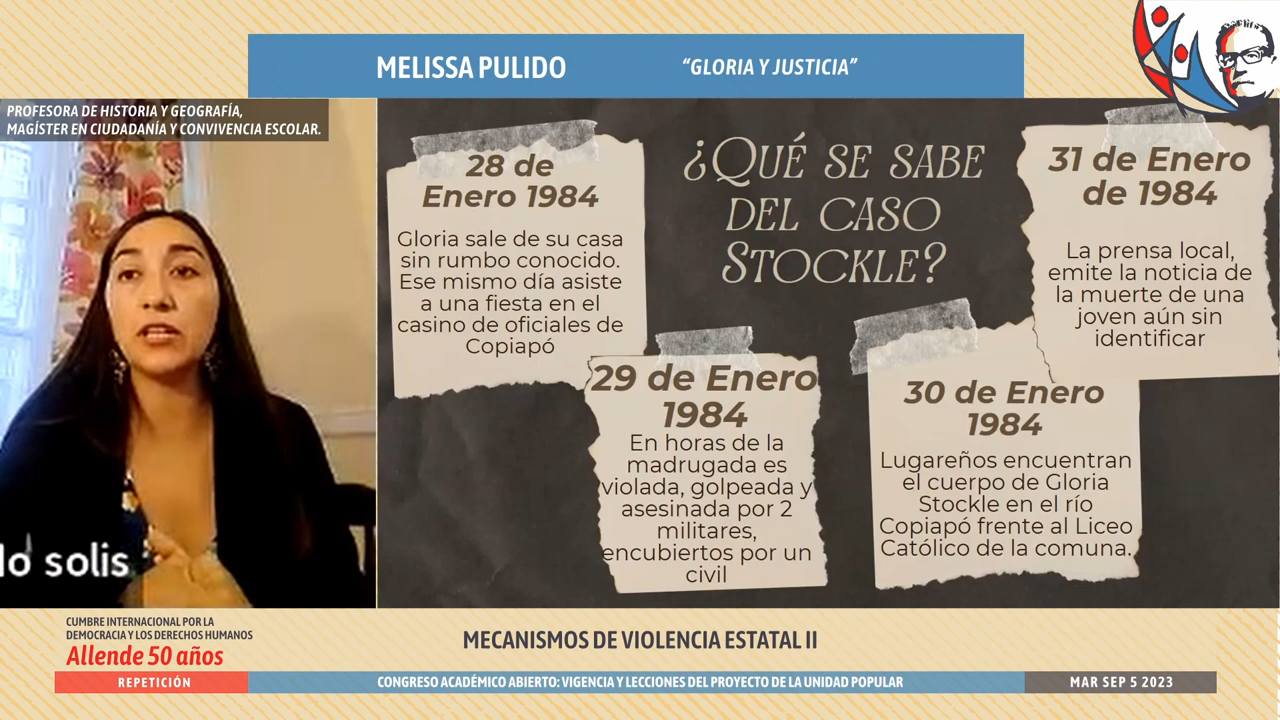 MELISSA PULIDO
“GLORIA Y JUSTICIA”
PROFESORA DE HISTORIA Y GEOGRAFÍA,
MAGÍSTER EN CIUDADANÍA Y CONVIVENCIA ESCOLAR.
¿QUÉ SE SABE
DEL CASO
STOCKLE?
28 de
Enero 1984
Gloria sale de su casa
sin rumbo conocido.
Ese mismo día asiste
a una fiesta en el
casino de oficiales de
Copiapó
29 de Enero
1984
En horas de la
madrugada es
violada, golpeada y
asesinada por 2
militares,
encubiertos por un
civil
30 de Enero
1984
Lugareños encuentran
el cuerpo de Gloria
Stockle en el río
Copiapó frente al Liceo
Católico de la comuna.
31 de Enero
de 1984
La prensa local,
emite la noticia de
la muerte de una
joven aún sin
identificar
do solis
CUMBRE INTERNACIONAL POR LA
DEMOCRACIA Y LOS DERECHOS HUMANOS
Allende 50 años
MECANISMOS DE VIOLENCIA ESTATAL II
REPETICIÓN
CONGRESO ACADÉMICO ABIERTO: VIGENCIA Y LECCIONES DEL PROYECTO DE LA UNIDAD POPULAR
MAR SEP 5 2023